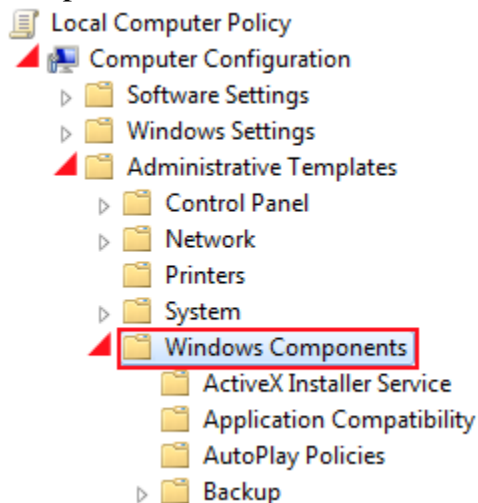 Local Computer Policy
Computer Configuration
Software Settings
Windows Settings
Administrative Templates
Control Panel
Network
Printers
System
Windows Components
ActiveX Installer Service
Application Compatibility
AutoPlay Policies
Backup